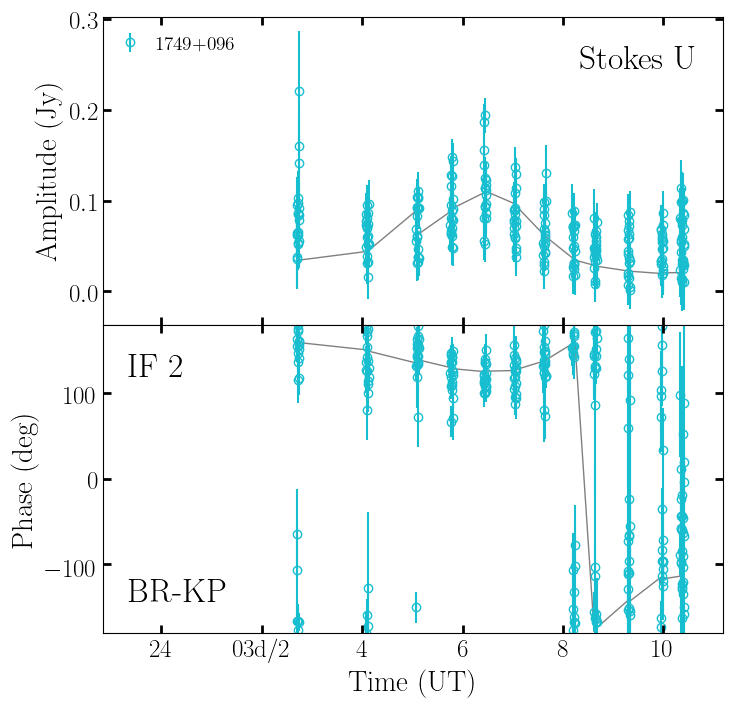 0.3
1749+096
Stokes U
0.2
0.1
0.0
Amplitude (Jy)
IF 2
100
0
−100
Phase (deg)
BR-KP
24
03d/2
4
6
8
10
Time (UT)